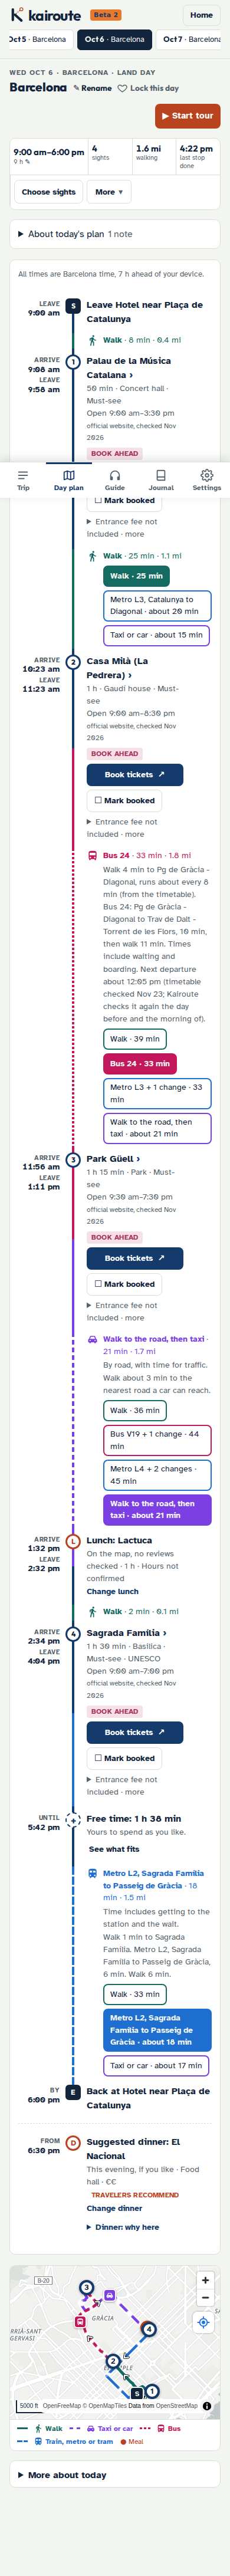 kairoute Beta 2 Home
Oct 5 · Barcelona Oct 6 · Barcelona Oct 7 · Barcelona
WED OCT 6 · BARCELONA · LAND DAY
Barcelona ✎ Rename Lock this day
▶ Start tour
9:00 am–6:00 pm 4 1.6 mi 4:22 pm
9 h ✎ sights walking last stop
done
Choose sights More ▾
▶ About today's plan 1 note
All times are Barcelona time, 7 h ahead of your device.
LEAVE
9:00 am
S
Leave Hotel near Plaça de
Catalunya
Walk · 8 min · 0.4 mi
ARRIVE
9:08 am
LEAVE
9:58 am
1
Palau de la Música
Catalana ›
50 min · Concert hall ·
Must-see
Open 9:00 am–3:30 pm
official website, checked Nov
2026
BOOK AHEAD
Trip Day plan Guide Journal Settings
☐ Mark booked
▶ Entrance fee not
included · more
Walk · 25 min · 1.1 mi
Walk · 25 min
Metro L3, Catalunya to
Diagonal · about 20 min
Taxi or car · about 15 min
ARRIVE
10:23 am
LEAVE
11:23 am
2
Casa Milà (La
Pedrera) ›
1 h · Gaudí house · Must-
see
Open 9:00 am–8:30 pm
official website, checked Nov
2026
BOOK AHEAD
Book tickets ↗
☐ Mark booked
▶ Entrance fee not
included · more
Bus 24 · 33 min · 1.8 mi
Walk 4 min to Pg de Gràcia -
Diagonal, runs about every 8
min (from the timetable).
Bus 24: Pg de Gràcia -
Diagonal to Trav de Dalt -
Torrent de les Flors, 10 min,
then walk 11 min. Times
include waiting and
boarding. Next departure
about 12:05 pm (timetable
checked Nov 23; Kairoute
checks it again the day
before and the morning of).
Walk · 39 min
Bus 24 · 33 min
Metro L3 + 1 change · 33
min
Walk to the road, then
taxi · about 21 min
ARRIVE
11:56 am
LEAVE
1:11 pm
3
Park Güell ›
1 h 15 min · Park · Must-
see
Open 9:30 am–7:30 pm
official website, checked Nov
2026
BOOK AHEAD
Book tickets ↗
☐ Mark booked
▶ Entrance fee not
included · more
Walk to the road, then taxi ·
21 min · 1.7 mi
By road, with time for traffic.
Walk about 3 min to the
nearest road a car can reach.
Walk · 36 min
Bus V19 + 1 change · 44
min
Metro L4 + 2 changes ·
45 min
Walk to the road, then
taxi · about 21 min
ARRIVE
1:32 pm
LEAVE
2:32 pm
L
Lunch: Lactuca
On the map, no reviews
checked · 1 h · Hours not
confirmed
Change lunch
Walk · 2 min · 0.1 mi
ARRIVE
2:34 pm
LEAVE
4:04 pm
4
Sagrada Família ›
1 h 30 min · Basilica ·
Must-see · UNESCO
Open 9:00 am–7:00 pm
official website, checked Nov
2026
BOOK AHEAD
Book tickets ↗
☐ Mark booked
▶ Entrance fee not
included · more
UNTIL
5:42 pm
+
Free time: 1 h 38 min
Yours to spend as you like.
See what fits
Metro L2, Sagrada Família
to Passeig de Gràcia · 18
min · 1.5 mi
Time includes getting to the
station and the wait.
Walk 1 min to Sagrada
Família. Metro L2, Sagrada
Família to Passeig de Gràcia,
6 min. Walk 6 min.
Walk · 33 min
Metro L2, Sagrada
Família to Passeig de
Gràcia · about 18 min
Taxi or car · about 17 min
BY
6:00 pm
E
Back at Hotel near Plaça de
Catalunya
FROM
6:30 pm
D
Suggested dinner: El
Nacional
This evening, if you like · Food
hall · €€
TRAVELERS RECOMMEND
Change dinner
▶ Dinner: why here
B-20
3
+
−
GRÀCIA
4
RRIÀ-SANT
GERVASI
2
S 1
5000 ft OpenFreeMap © OpenMapTiles Data from OpenStreetMap
Walk Taxi or car Bus
Train, metro or tram Meal
▶ More about today